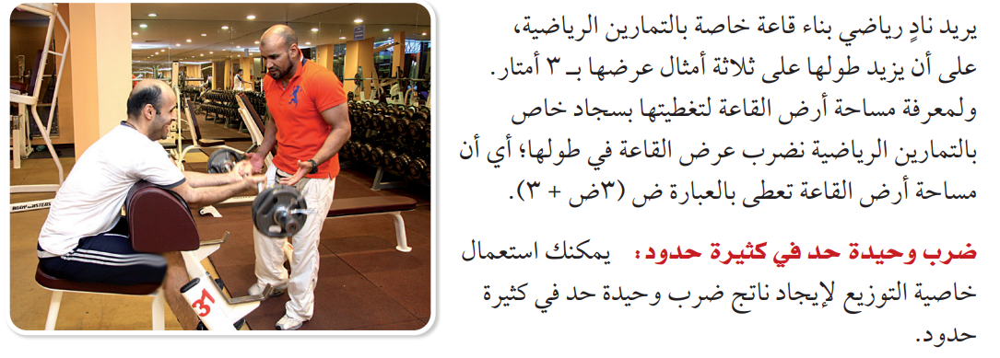 يريد نادٍ رياضي بناء قاعة خاصة بالتمارين الرياضية،
على أن يزيد طولها على ثلاثة أمثال عرضها بـ ٣ أمتار.
ولمعرفة مساحة أرض القاعة لتغطيتها بسجاد خاص
بالتمارين الرياضية نضرب عرض القاعة في طولها؛ أي أن
مساحة أرض القاعة تعطى بالعبارة ض (٣ض + ٣).
ضرب وحيدة حد في كثيرة حدود: يمكنك استعمال
خاصية التوزيع لإيجاد ناتج ضرب وحيدة حد في كثيرة
حدود.
31